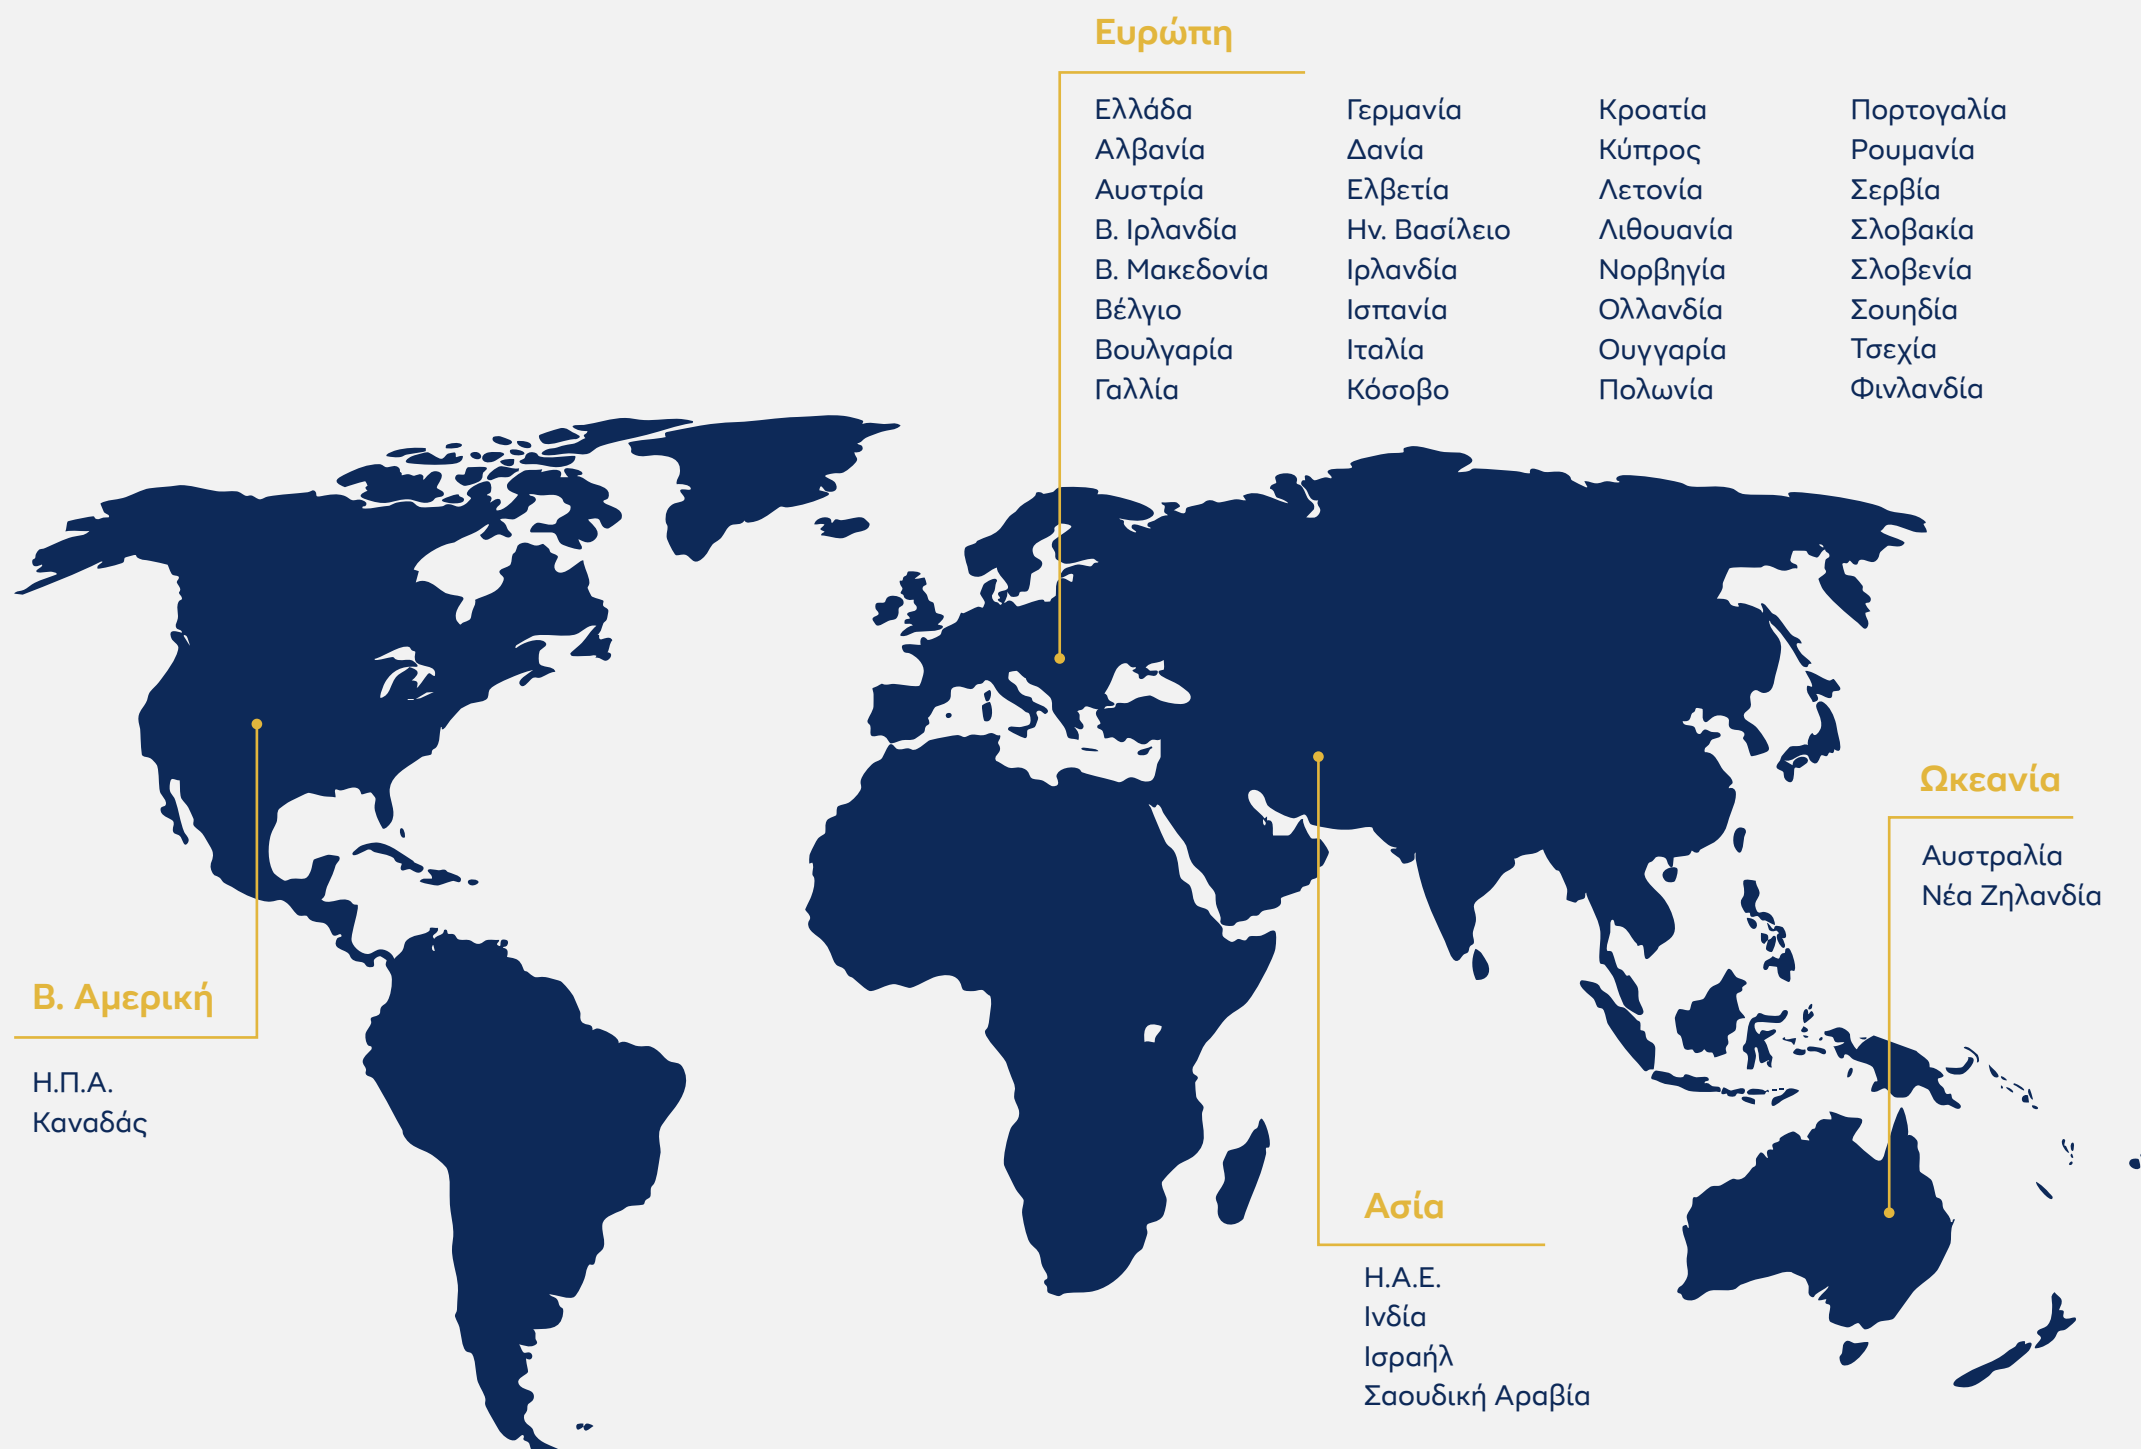 Ευρώπη
Ελλάδα
Αλβανία
Αυστρία
Β. Ιρλανδία
Β. Μακεδονία
Βέλγιο
Βουλγαρία
Γαλλία
Γερμανία
Δανία
Ελβετία
Ην. Βασίλειο
Ιρλανδία
Ισπανία
Ιταλία
Κόσοβο
Κροατία
Κύπρος
Λετονία
Λιθουανία
Νορβηγία
Ολλανδία
Ουγγαρία
Πολωνία
Πορτογαλία
Ρουμανία
Σερβία
Σλοβακία
Σλοβενία
Σουηδία
Τσεχία
Φινλανδία
Ωκεανία
Αυστραλία
Νέα Ζηλανδία
Β. Αμερική
Η.Π.Α.
Καναδάς
Ασία
Η.Α.Ε.
Ινδία
Ισραήλ
Σαουδική Αραβία